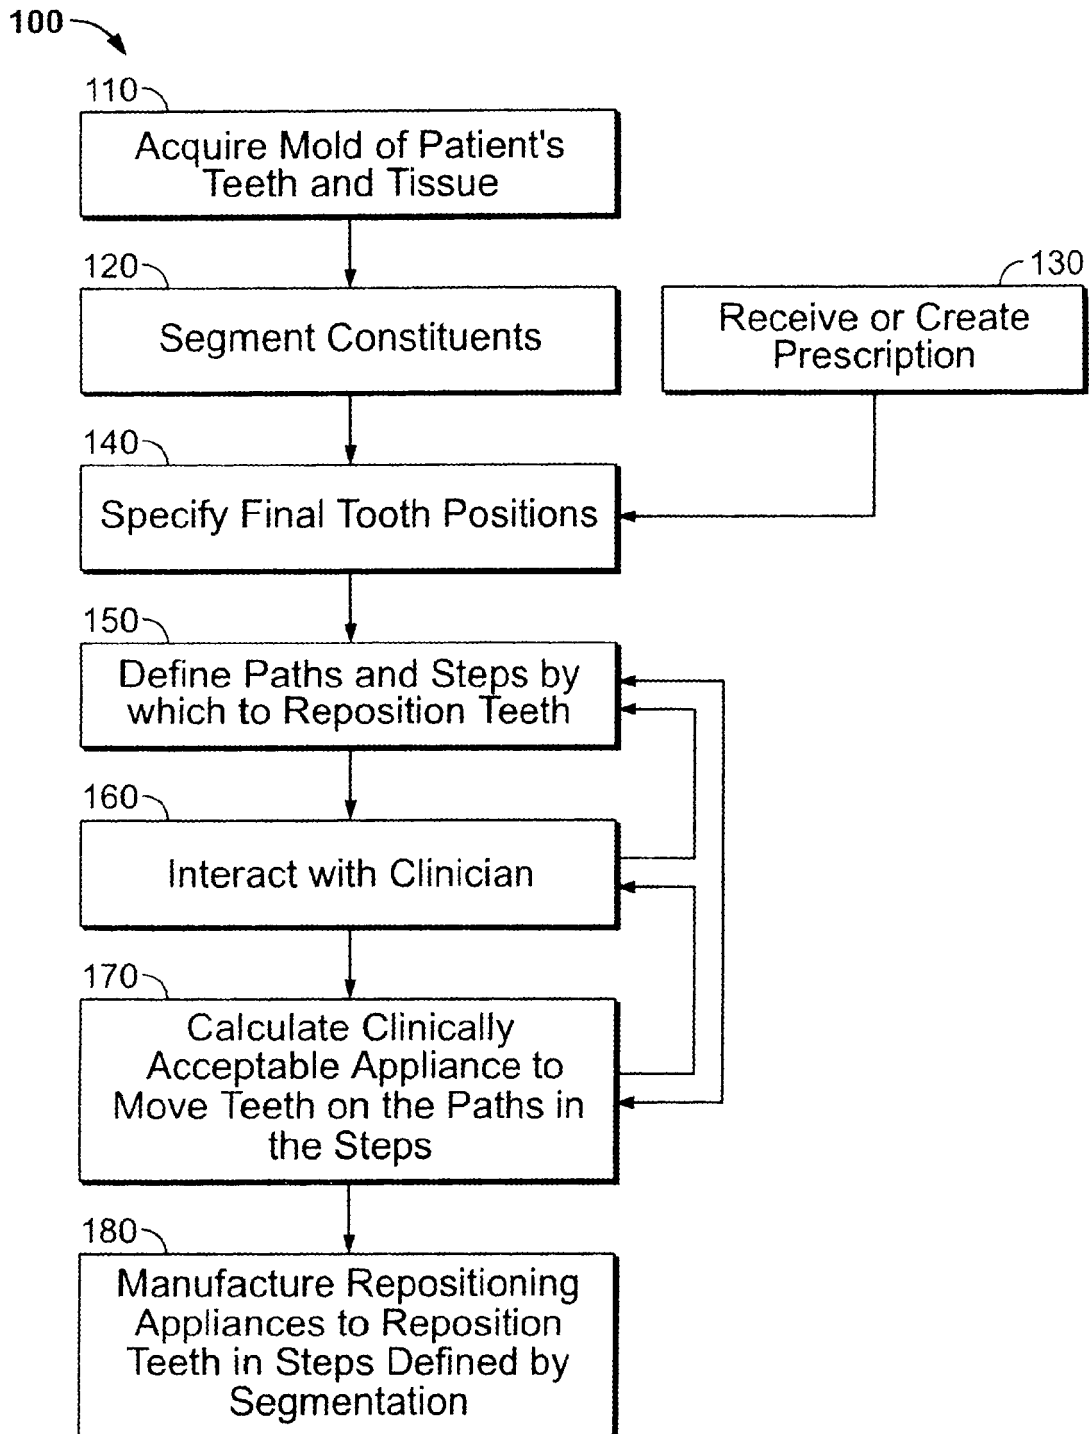 100
110
Acquire Mold of Patient's
Teeth and Tissue
120
Segment Constituents
130
Receive or Create
Prescription
140
Specify Final Tooth Positions
150
Define Paths and Steps by
which to Reposition Teeth
160
Interact with Clinician
170
Calculate Clinically
Acceptable Appliance to
Move Teeth on the Paths in
the Steps
180
Manufacture Repositioning
Appliances to Reposition
Teeth in Steps Defined by
Segmentation